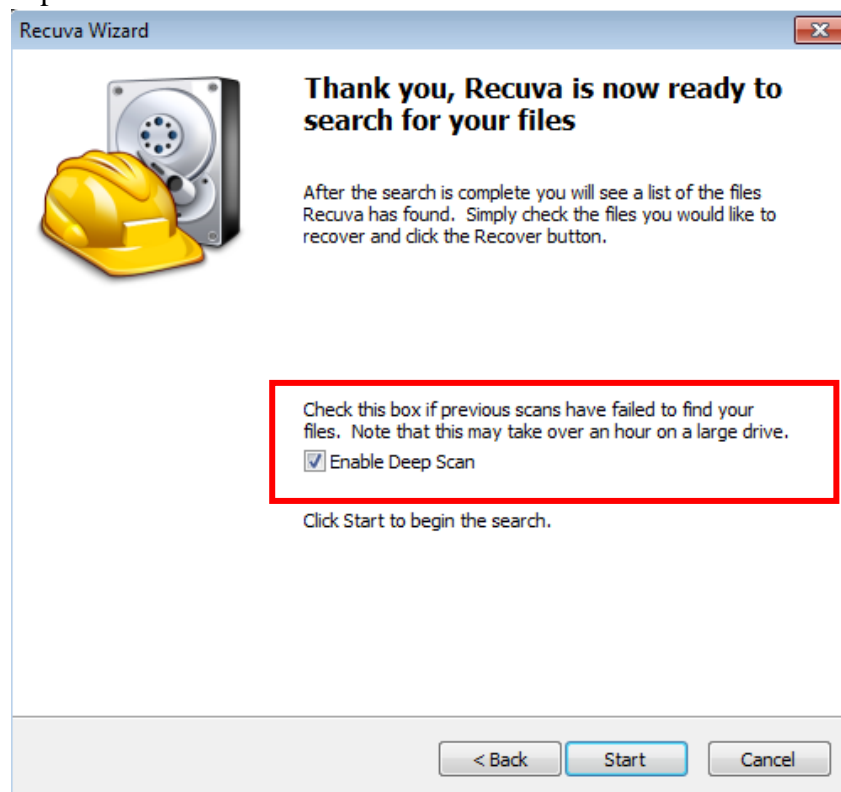 Recuva Wizard
Thank you, Recuva is now ready to
search for your files
After the search is complete you will see a list of the files
Recuva has found. Simply check the files you would like to
recover and click the Recover button.
Check this box if previous scans have failed to find your
files. Note that this may take over an hour on a large drive.
Enable Deep Scan
Click Start to begin the search.
< Back
Start
Cancel